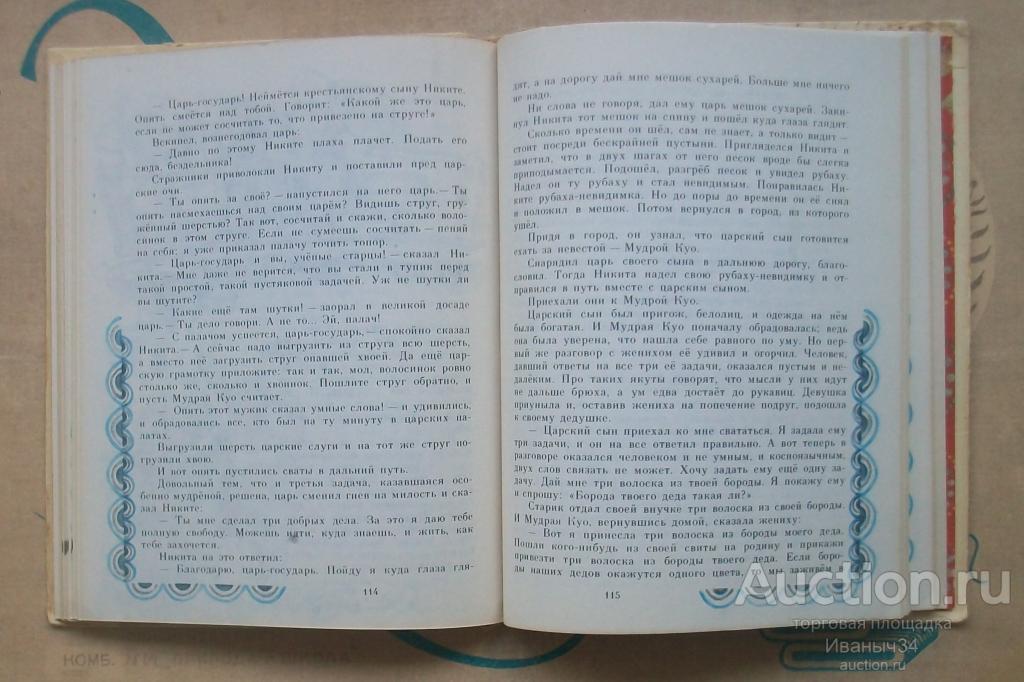 — Царь-государь! Неймётся крестьянскому сыну Никите.
Опять смеётся над тобой. Говорит: «Какой же это царь,
если не может сосчитать то, что привезено на струге!»
Вскипел, вознегодовал царь:
— Давно по этому Никите плаха плачет. Подать его
сюда, бездельника!
Стражники приволокли Никиту и поставили пред цар-
ские очи.
— Ты опять за своё? — напустился на него царь. — Ты
опять насмехаешься над своим царём? Видишь струг, гру-
жённый шерстью? Так вот, сосчитай и скажи, сколько воло-
синок в этом струге. Если не сумеешь сосчитать — пеняй
на себя: я уже приказал палачу точить топор.
— Царь-государь и вы, учёные старцы! — сказал Ни-
кита. — Мне даже не верится, что вы стали в тупик перед
такой простой, такой пустяковой задачей. Уж не шутки ли
вы шутите?
— Какие ещё там шутки! — заорал в великой досаде
царь. — Ты дело говори. А не то... Эй, палач!
— С палачом успеется, царь-государь, — спокойно сказал
Никита. — А сейчас надо выгрузить из струга всю шерсть,
а вместо неё загрузить струг опавшей хвоей. Да ещё цар-
скую грамотку приложите: так и так, мол, волосинок ровно
столько же, сколько и хвоинок. Пошлите струг обратно, и
пусть Мудрая Куо считает.
— Опять этот мужик сказал умные слова! — и удивились,
и обрадовались все, кто был на ту минуту в царских па-
латах.
Выгрузили шерсть царские слуги и на тот же струг по-
грузили хвою.
И вот опять пустились сваты в дальний путь.
Довольный тем, что и третья задача, казавшаяся осо-
бенно мудрёной, решена, царь сменил гнев на милость и ска-
зал Никите:
— Ты мне сделал три добрых дела. За это я даю тебе
полную свободу. Можешь идти, куда знаешь, и жить, как
тебе захочется.
Никита на это ответил:
— Благодарю, царь-государь. Пойду я куда глаза гля-
114
дят, а на дорогу дай мне мешок сухарей. Больше мне ничего
не надо.
Ни слова не говоря, дал ему царь мешок сухарей. Заки-
нул Никита тот мешок на спину и пошёл куда глаза глядят.
Сколько времени он шёл, сам не знает, а только видит —
стоит посреди бескрайней пустыни. Пригляделся Никита и
заметил, что в двух шагах от него песок вроде бы слегка
приподымается. Подошёл, разгрёб песок и увидел рубаху.
Надел он ту рубаху и стал невидимым. Понравилась Ни-
ките рубаха-невидимка. Но до поры до времени он её снял
и положил в мешок. Потом вернулся в город, из которого
ушёл.
Придя в город, он узнал, что царский сын готовится
ехать за невестой — Мудрой Куо.
Снарядил царь своего сына в дальнюю дорогу, благо-
словил. Тогда Никита надел свою рубаху-невидимку и от-
правился в путь вместе с царским сыном.
Приехали они к Мудрой Куо.
Царский сын был пригож, белолиц, и одежда на нём
была богатая. И Мудрая Куо поначалу обрадовалась; ведь
она была уверена, что нашла себе равного по уму. Но пер-
вый же разговор с женихом её удивил и огорчил. Человек,
давший ответы на все три её задачи, оказался пустым и не-
далёким. Про таких якуты говорят, что мысли у них идут
не дальше брюха, а ум едва достаёт до рукавиц. Девушка
приуныла и, оставив жениха на попечение подруг, подошла
к своему дедушке.
— Царский сын приехал ко мне свататься. Я задала ему
три задачи, и он на все ответил правильно. А вот теперь в
разговоре оказался человеком и не умным, и косноязычным,
двух слов связать не может. Хочу задать ему ещё одну за-
дачу. Дай мне три волоска из твоей бороды. Я покажу ему
и спрошу: «Борода твоего деда такая ли?»
Старик отдал своей внучке три волоска из своей бороды.
И Мудрая Куо, вернувшись домой, сказала жениху:
— Вот я принесла три волоска из бороды моего деда.
Пошли кого-нибудь из своей свиты на родину и прикажи
привезти три волоска из бороды твоего деда. Если боро-
ды наших дедов окажутся одного цвета, то мы заживём в
115
Auction.ru
торговая площадка
Иваныч34
auction.ru
НОМБ.